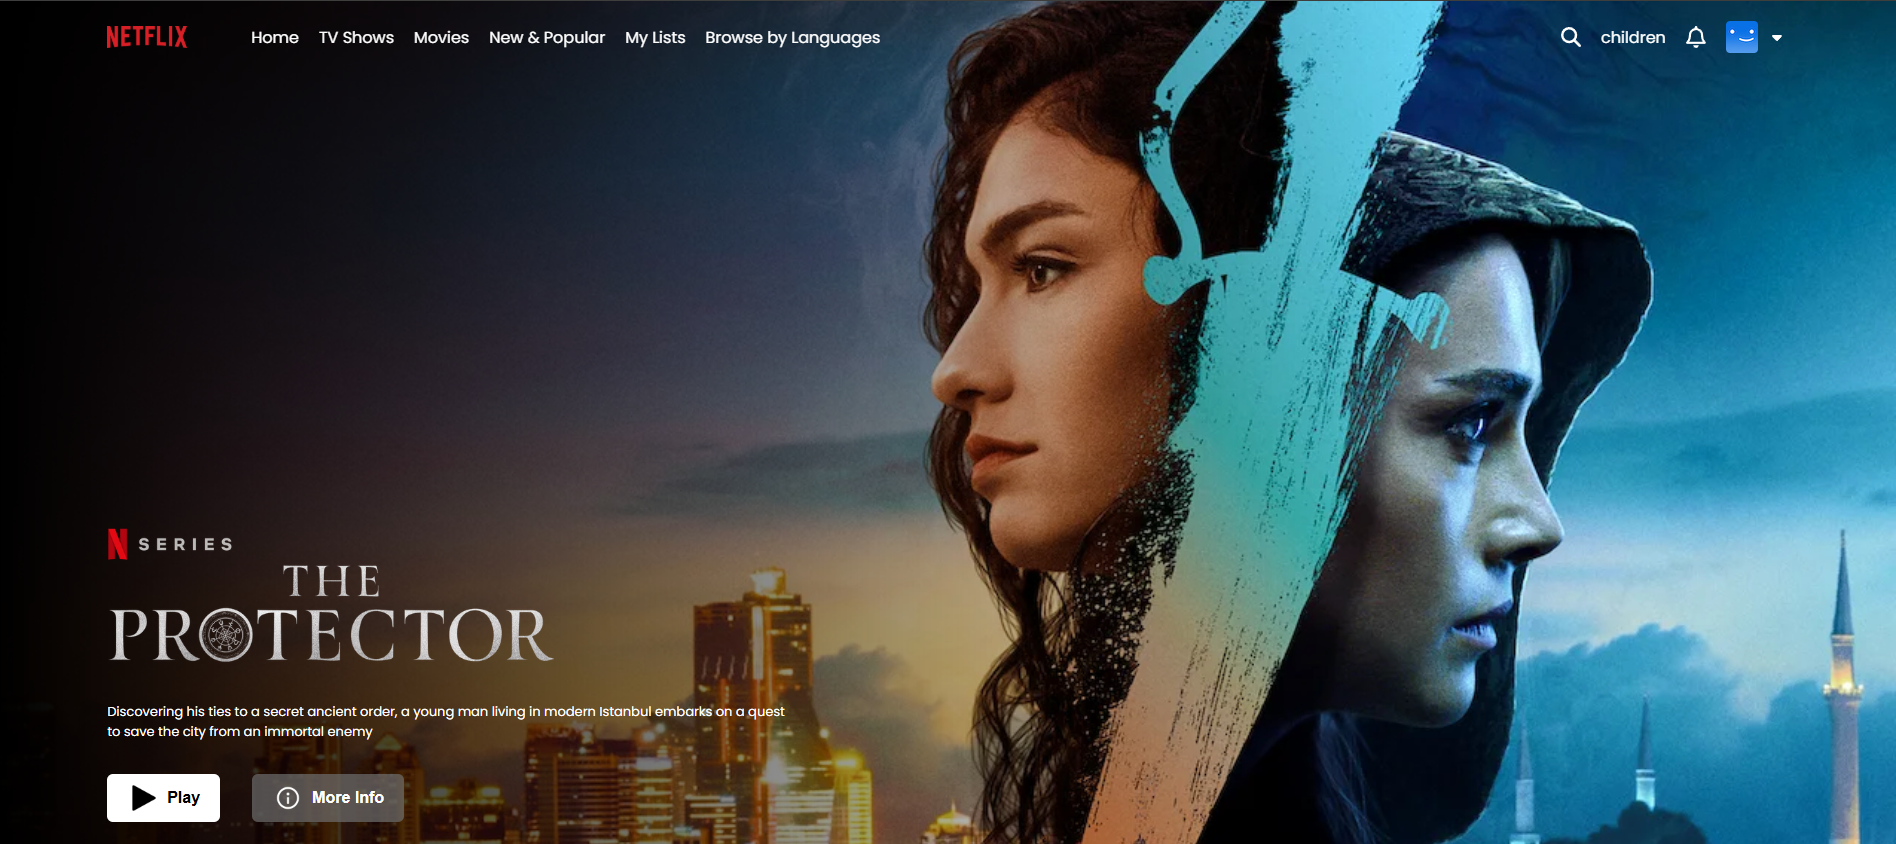 NETFLIX
Home TV Shows Movies New & Popular My Lists Browse by Languages
children
N SERIES
THE
PROTECTOR
Discovering his ties to a secret ancient order, a young man living in modern Istanbul embarks on a quest
to save the city from an immortal enemy
Play
More Info